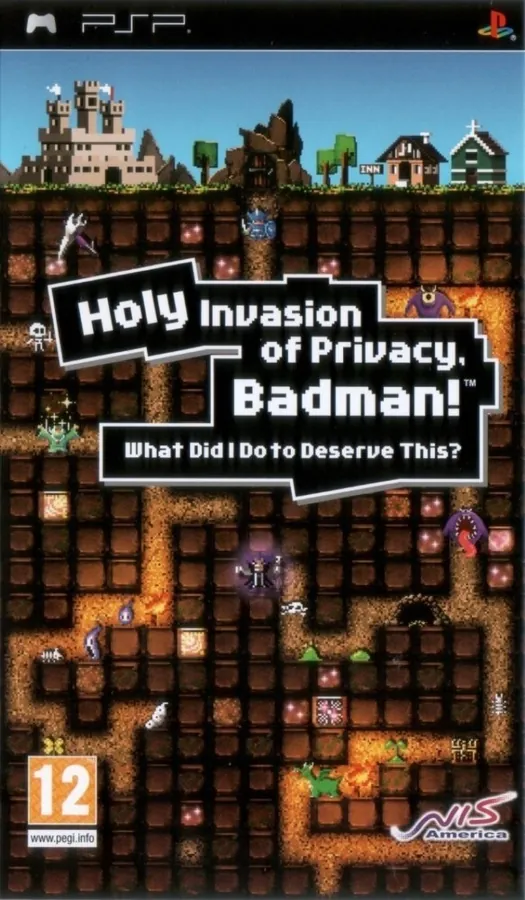 PSP
INN
Holy Invasion
of Privacy,
Badman!™
What Did I Do to Deserve This?
12
www.pegi.info
NIS
America